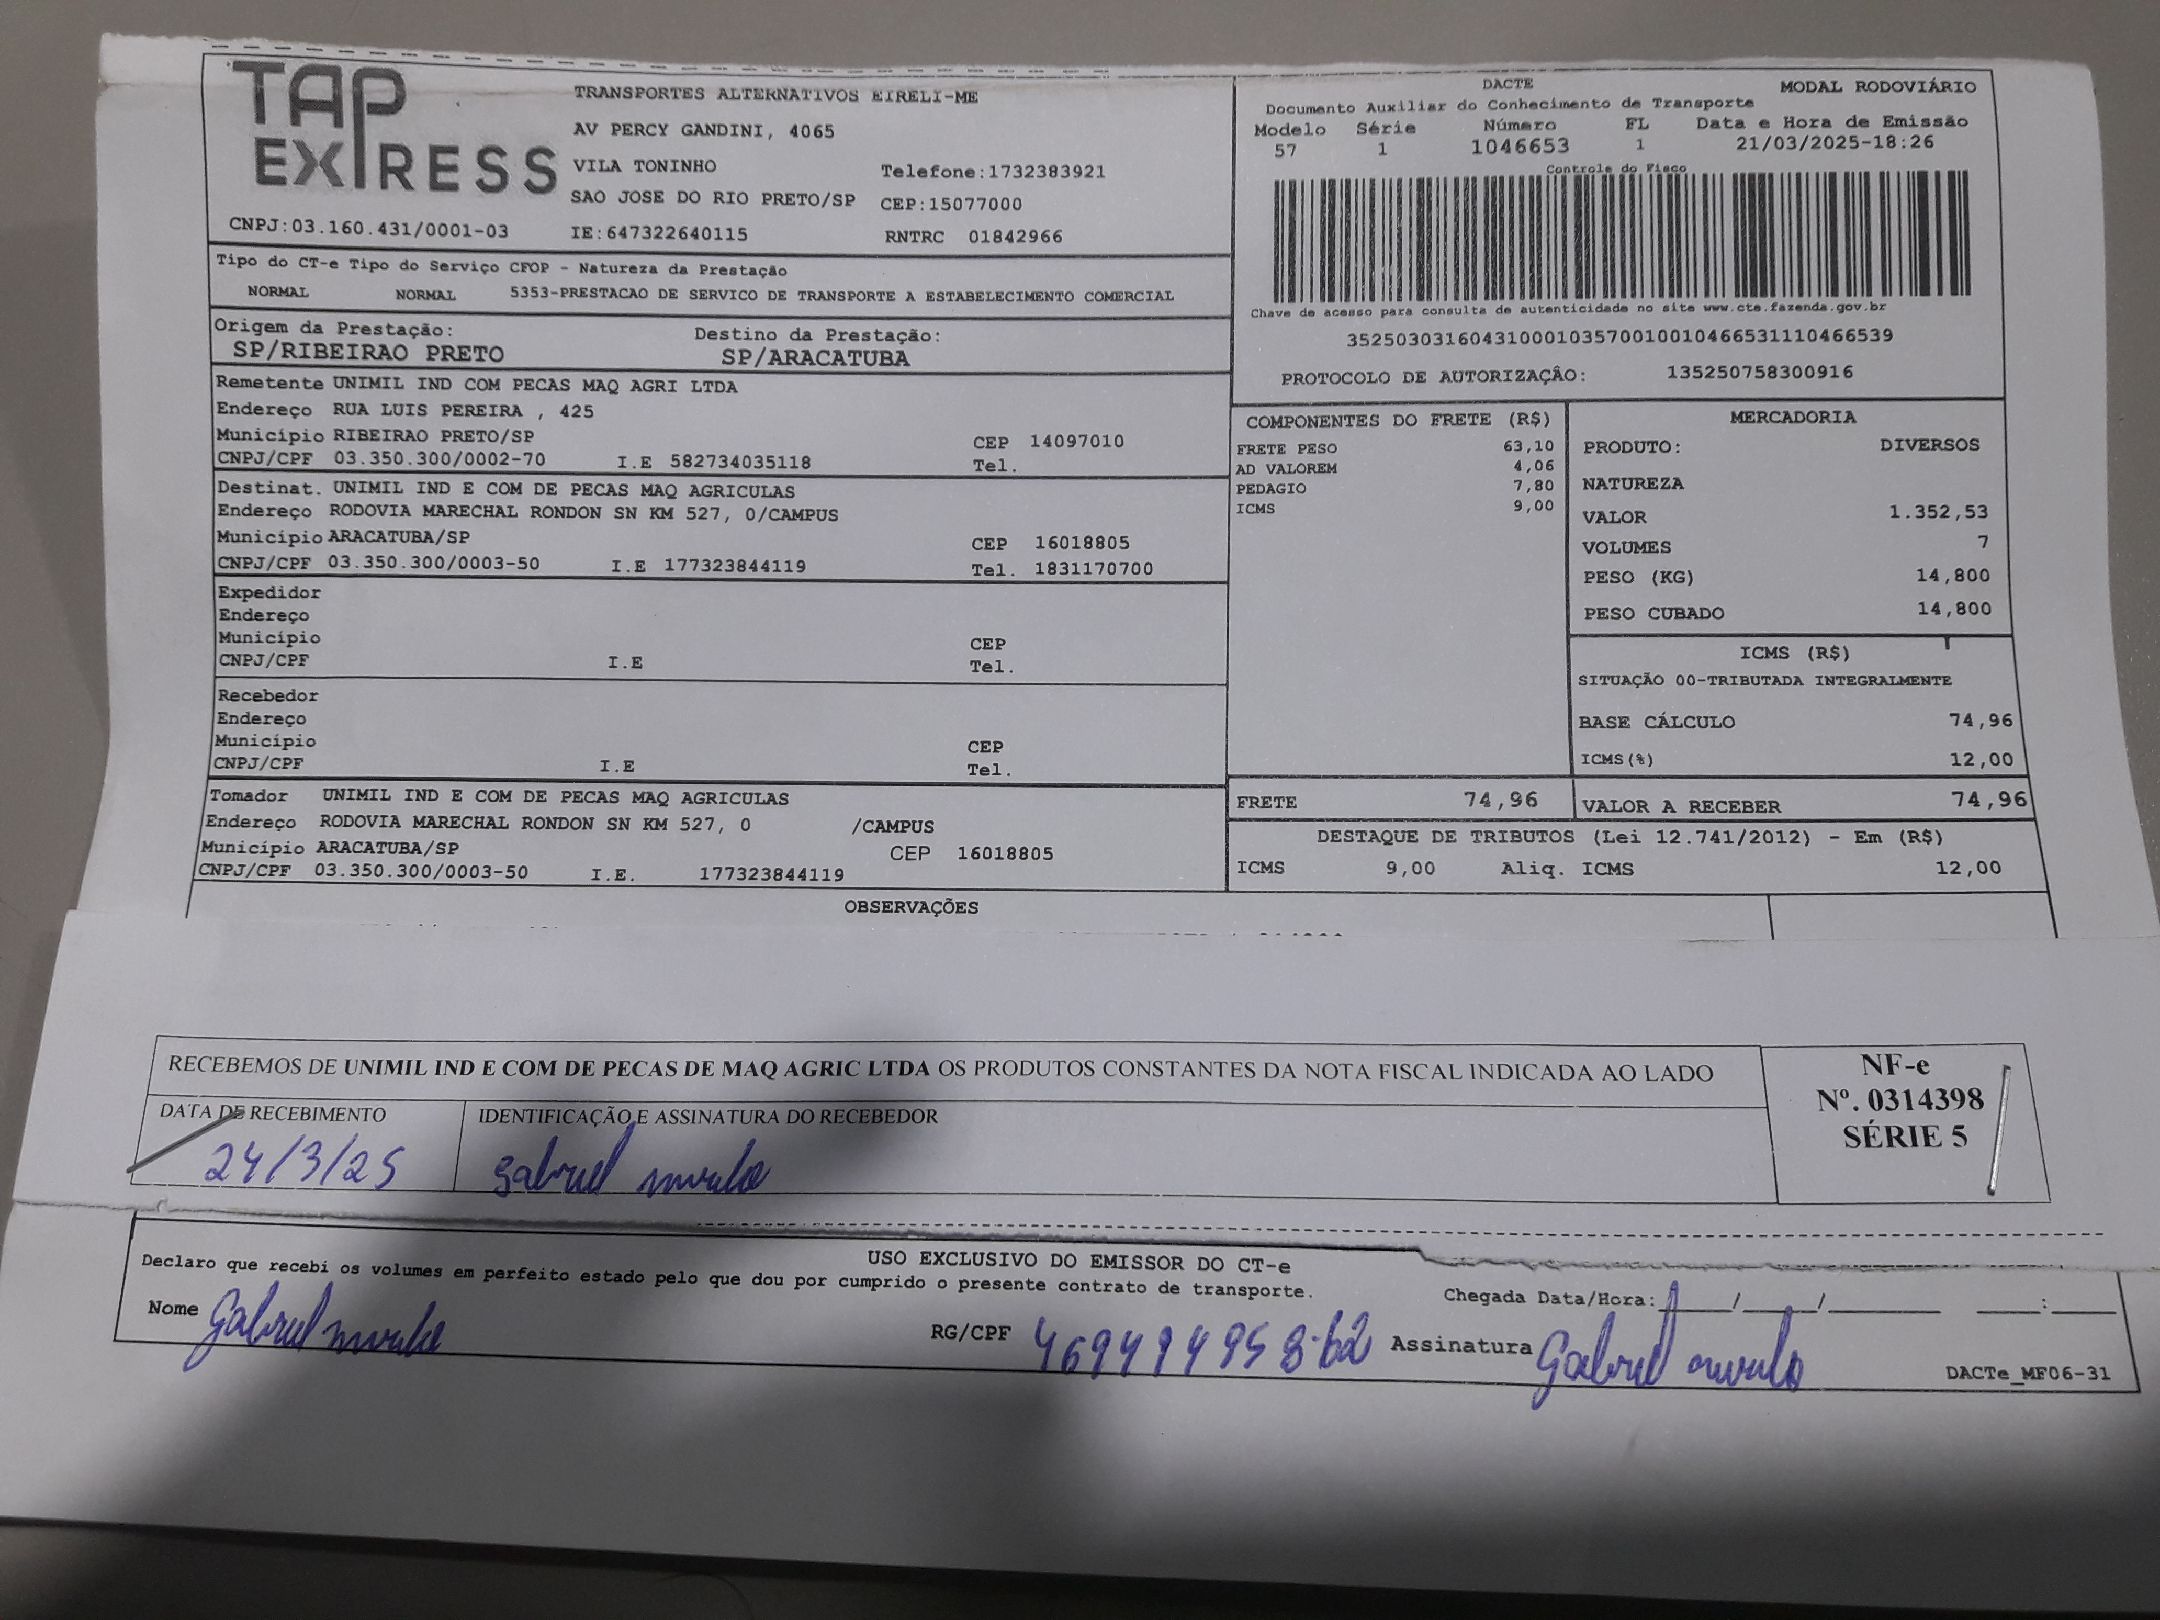 TAP EXPRESS
TRANSPORTES ALTERNATIVOS EIRELI-ME
AV PERCY GANDINI, 4065
VILA TONINHO Telefone:1732383921
SAO JOSE DO RIO PRETO/SP CEP:15077000
CNPJ:03.160.431/0001-03 IE:647322640115 RNTRC 01842966
DACTE MODAL RODOVIÁRIO
Documento Auxiliar do Conhecimento de Transporte
Modelo Série Número FL Data e Hora de Emissão
57 1 1046653 1 21/03/2025-18:26
Controle do Fisco
Chave de acesso para consulta de autenticidade no site www.cte.fazenda.gov.br
35250303160431000103570010010466531110466539
PROTOCOLO DE AUTORIZAÇÂO: 135250758300916
Tipo do CT-e Tipo do Serviço CFOP - Natureza da Prestação
NORMAL NORMAL 5353-PRESTACAO DE SERVICO DE TRANSPORTE A ESTABELECIMENTO COMERCIAL
Origem da Prestação: Destino da Prestação:
SP/RIBEIRAO PRETO SP/ARACATUBA
Remetente UNIMIL IND COM PECAS MAQ AGRI LTDA
Endereço RUA LUIS PEREIRA , 425
Município RIBEIRAO PRETO/SP CEP 14097010
CNPJ/CPF 03.350.300/0002-70 I.E 582734035118 Tel.
Destinat. UNIMIL IND E COM DE PECAS MAQ AGRICULAS
Endereço RODOVIA MARECHAL RONDON SN KM 527, 0/CAMPUS
Município ARACATUBA/SP CEP 16018805
CNPJ/CPF 03.350.300/0003-50 I.E 177323844119 Tel. 1831170700
Expedidor
Endereço
Município CEP
CNPJ/CPF I.E Tel.
Recebedor
Endereço
Município CEP
CNPJ/CPF I.E Tel.
Tomador UNIMIL IND E COM DE PECAS MAQ AGRICULAS
Endereço RODOVIA MARECHAL RONDON SN KM 527, 0 /CAMPUS
Município ARACATUBA/SP CEP 16018805
CNPJ/CPF 03.350.300/0003-50 I.E. 177323844119
COMPONENTES DO FRETE (R$)
FRETE PESO 63,10
AD VALOREM 4,06
PEDAGIO 7,80
ICMS 9,00
MERCADORIA
PRODUTO: DIVERSOS
NATUREZA
VALOR 1.352,53
VOLUMES 7
PESO (KG) 14,800
PESO CUBADO 14,800
ICMS (R$)
SITUAÇÃO 00-TRIBUTADA INTEGRALMENTE
BASE CÁLCULO 74,96
ICMS(%) 12,00
FRETE 74,96 VALOR A RECEBER 74,96
DESTAQUE DE TRIBUTOS (Lei 12.741/2012) - Em (R$)
ICMS 9,00 Aliq. ICMS 12,00
OBSERVAÇÕES
RECEBEMOS DE UNIMIL IND E COM DE PECAS DE MAQ AGRIC LTDA OS PRODUTOS CONSTANTES DA NOTA FISCAL INDICADA AO LADO
NF-e
Nº. 0314398
SÉRIE 5
DATA DE RECEBIMENTO IDENTIFICAÇÃO E ASSINATURA DO RECEBEDOR
24/3/25 Gabriel
USO EXCLUSIVO DO EMISSOR DO CT-e
Declaro que recebi os volumes em perfeito estado pelo que dou por cumprido o presente contrato de transporte.
Chegada Data/Hora:____/____/______ ___:____
Nome Gabriel RG/CPF 469494958-62 Assinatura Gabriel
DACTe_MF06-31